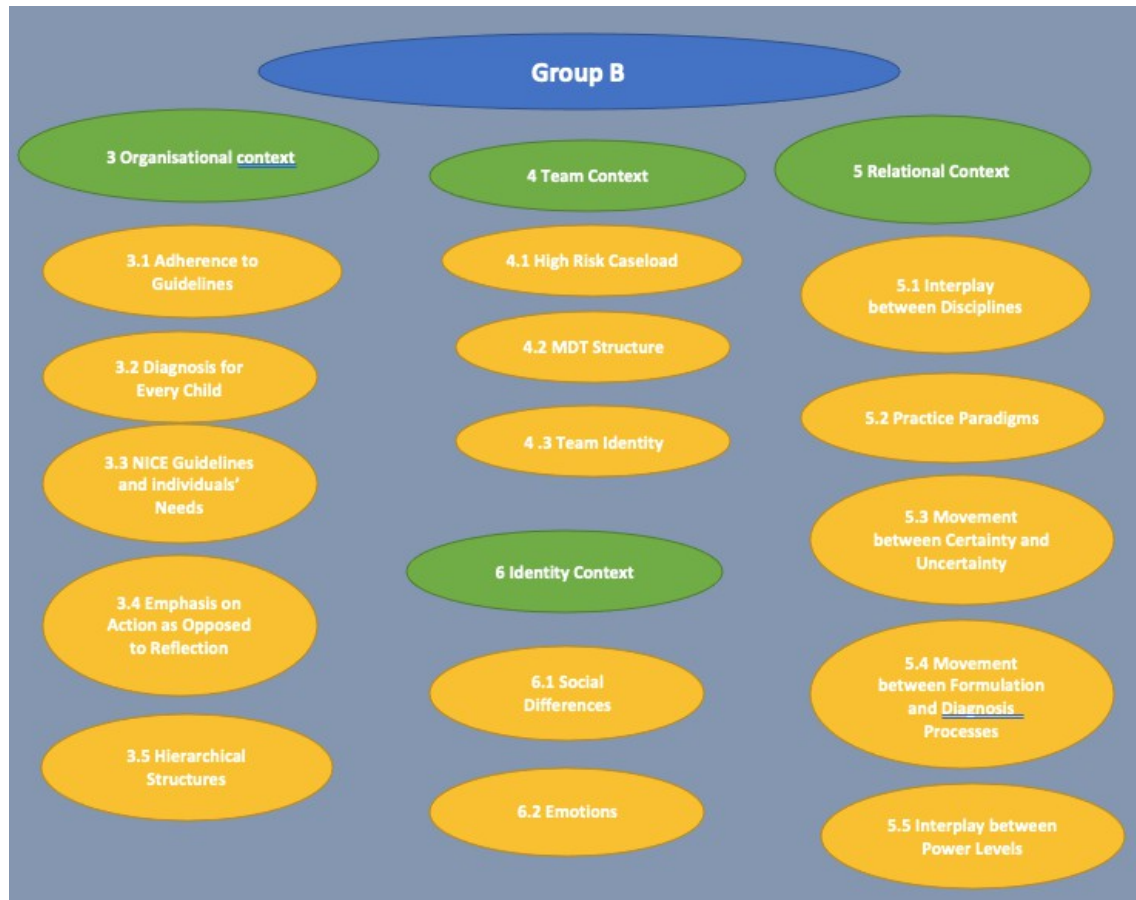 Group B
3 Organisational context
3.1 Adherence to
Guidelines
3.2 Diagnosis for
Every Child
3.3 NICE Guidelines
and individuals'
Needs
3.4 Emphasis on
Action as Opposed
to Reflection
3.5 Hierarchical
Structures
4 Team Context
4.1 High Risk Caseload
4.2 MDT Structure
4 .3 Team Identity
6 Identity Context
6.1 Social
Differences
6.2 Emotions
5 Relational Context
5.1 Interplay
between Disciplines
5.2 Practice Paradigms
5.3 Movement
between Certainty and
Uncertainty
5.4 Movement
between Formulation
and Diagnosis
Processes
5.5 Interplay between
Power Levels